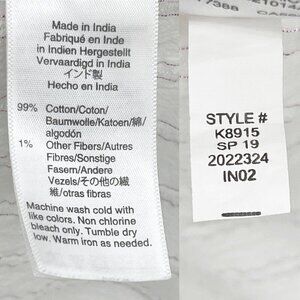 Made in India
Fabriqué en Inde
in Indien Hergestellt
Vervaardigd in India
インド製
Hecho en India
99% Cotton/Coton/
Baumwolle/Katoen/綿/
algodón
1% Other Fibers/Autres
Fibres/Sonstige
Fasern/Andere
Vezels/その他の繊
維/otras fibras
Machine wash cold with
like colors. Non chlorine
bleach only. Tumble dry
low. Warm iron as needed.
STYLE #
K8915
SP 19
2022324
IN02